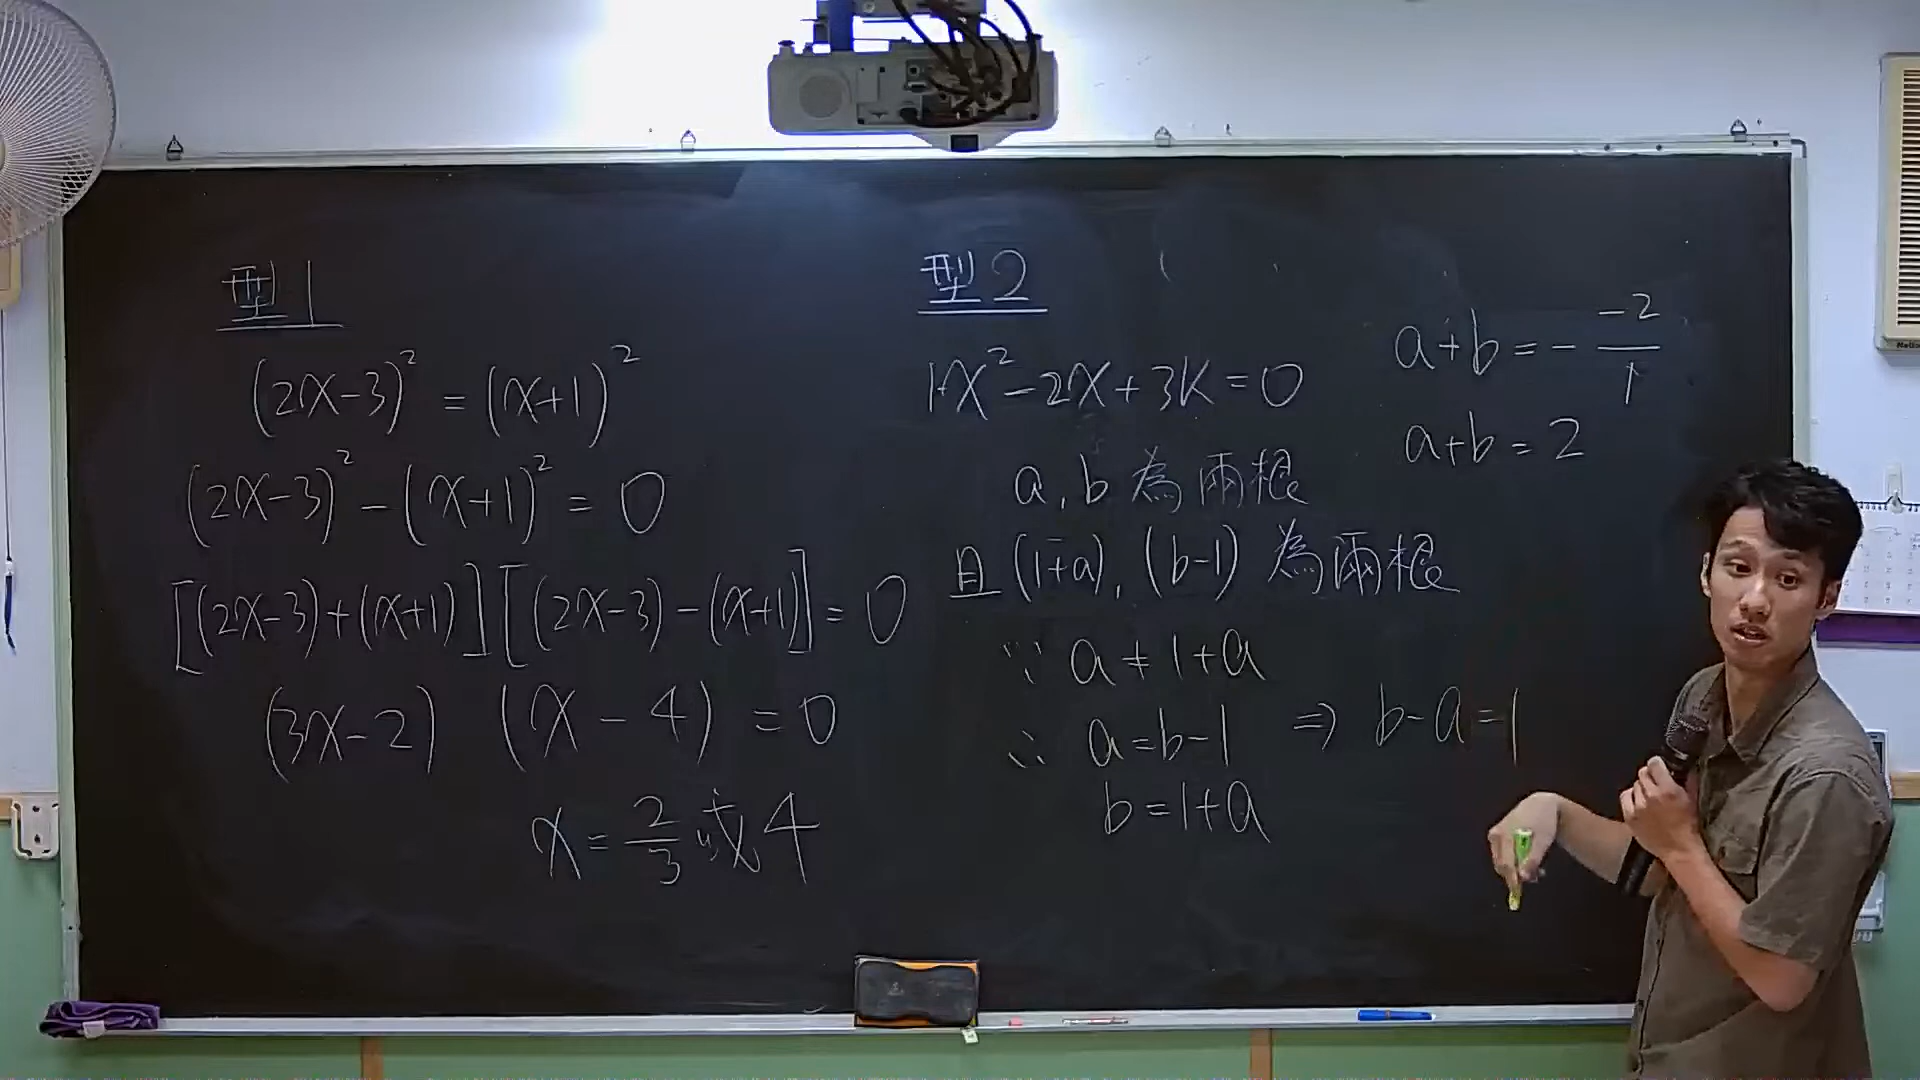 型1
(2x-3)² = (x+1)²
(2x-3)² - (x+1)² = 0
[(2x-3)+(x+1)][(2x-3)-(x+1)] = 0
(3x-2) (x-4) = 0
x = 2/3 或 4
型2
1x²-2x+3k=0
a,b 為兩根
且 (1+a), (b-1) 為兩根
∵ a≠1+a
∴ a=b-1 ⇒ b-a=1
b=1+a
a+b=- -2/1
a+b=2